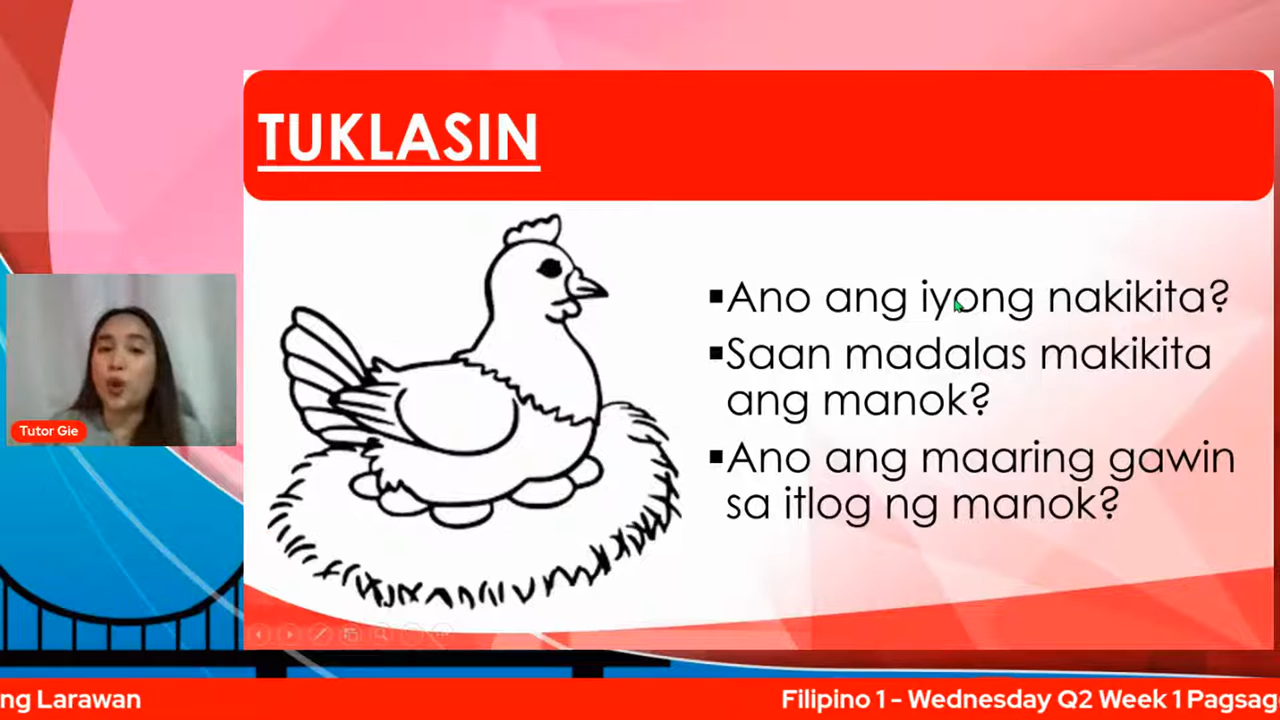 TUKLASIN
▪Ano ang iyong nakikita?
▪Saan madalas makikita
ang manok?
▪Ano ang maaring gawin
sa itlog ng manok?
Tutor Gie
ng Larawan
Filipino 1 - Wednesday Q2 Week 1 Pagsag